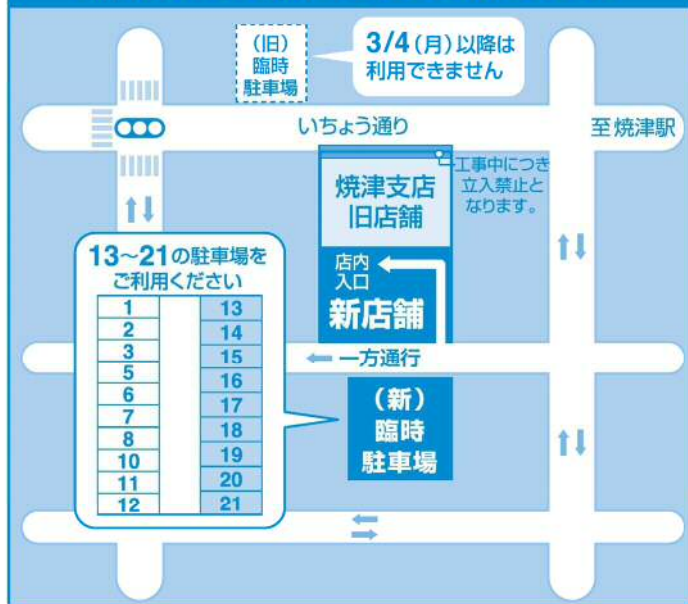 (旧)
臨時
駐車場
3/4(月)以降は
利用できません
いちょう通り
至焼津駅
工事中につき
立入禁止と
なります。
焼津支店
旧店舗
店内
入口
新店舗
13~21の駐車場を
ご利用ください
1
2
3
5
6
7
8
10
11
12
13
14
15
16
17
18
19
20
21
一方通行
(新)
臨時
駐車場